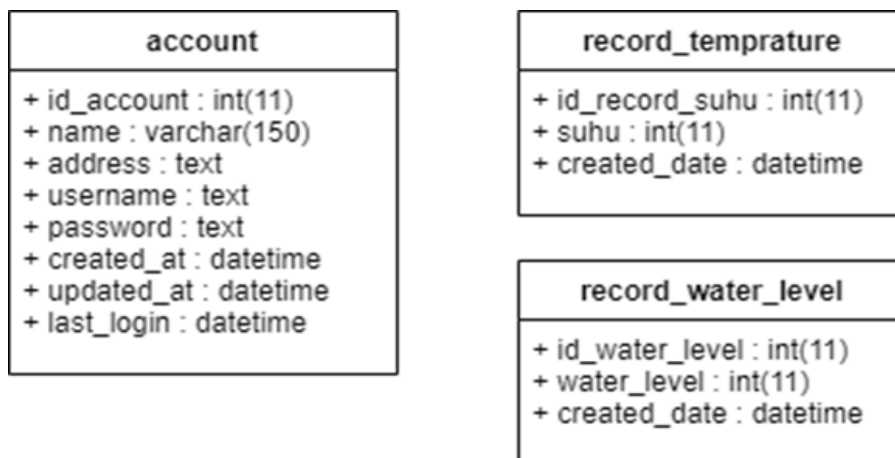 account
+ id_account : int(11)
+ name : varchar(150)
+ address : text
+ username : text
+ password : text
+ created_at : datetime
+ updated_at : datetime
+ last_login : datetime
record_temprature
+ id_record_suhu : int(11)
+ suhu : int(11)
+ created_date : datetime
record_water_level
+ id_water_level : int(11)
+ water_level : int(11)
+ created_date : datetime